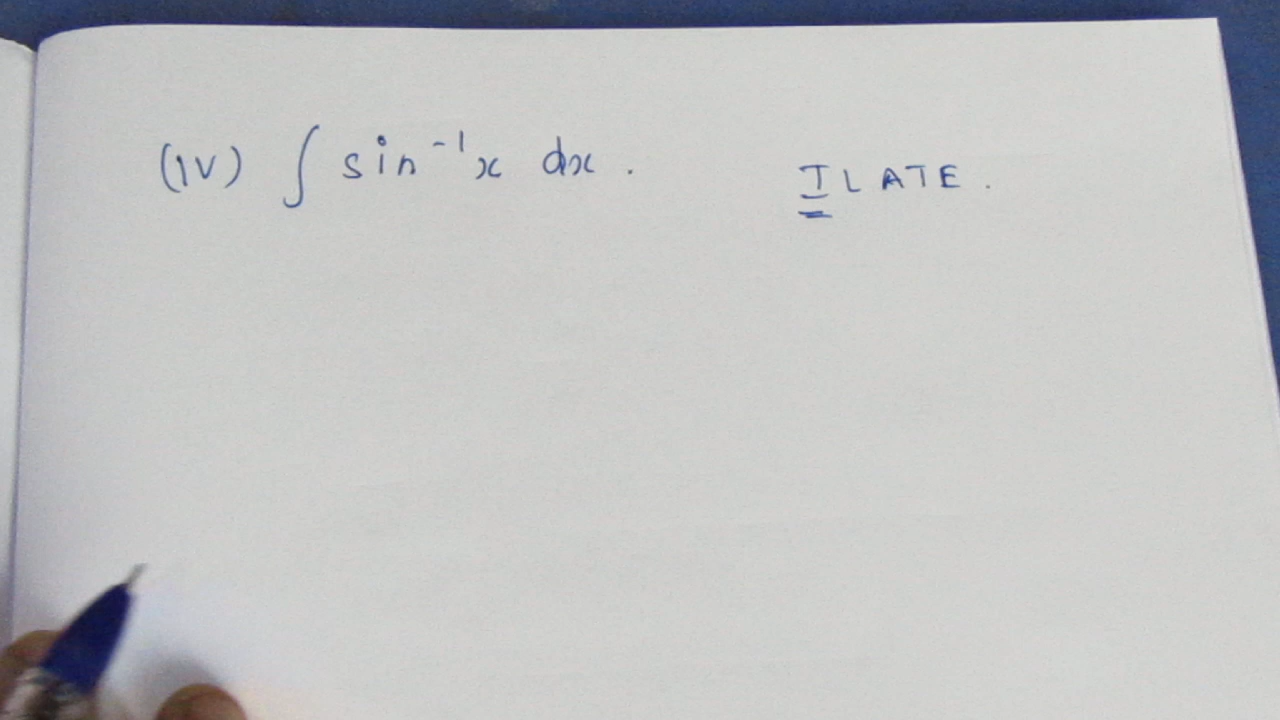 (IV) ∫ sin⁻¹x dx . ILATE .